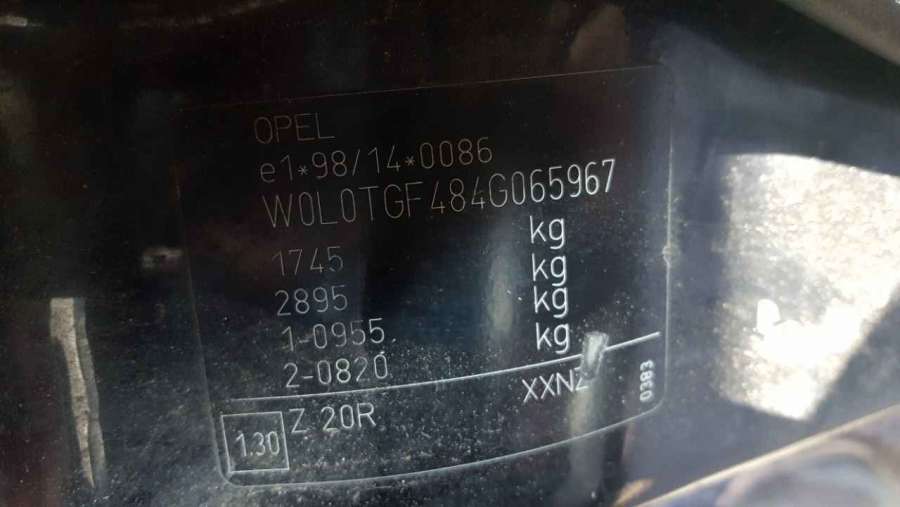 OPEL
e1*98/14*0086
W0L0TGF484G065967
1745 kg
2895 kg
1-0955 kg
2-0820 kg
1.30 Z 20R XXNZ 0383